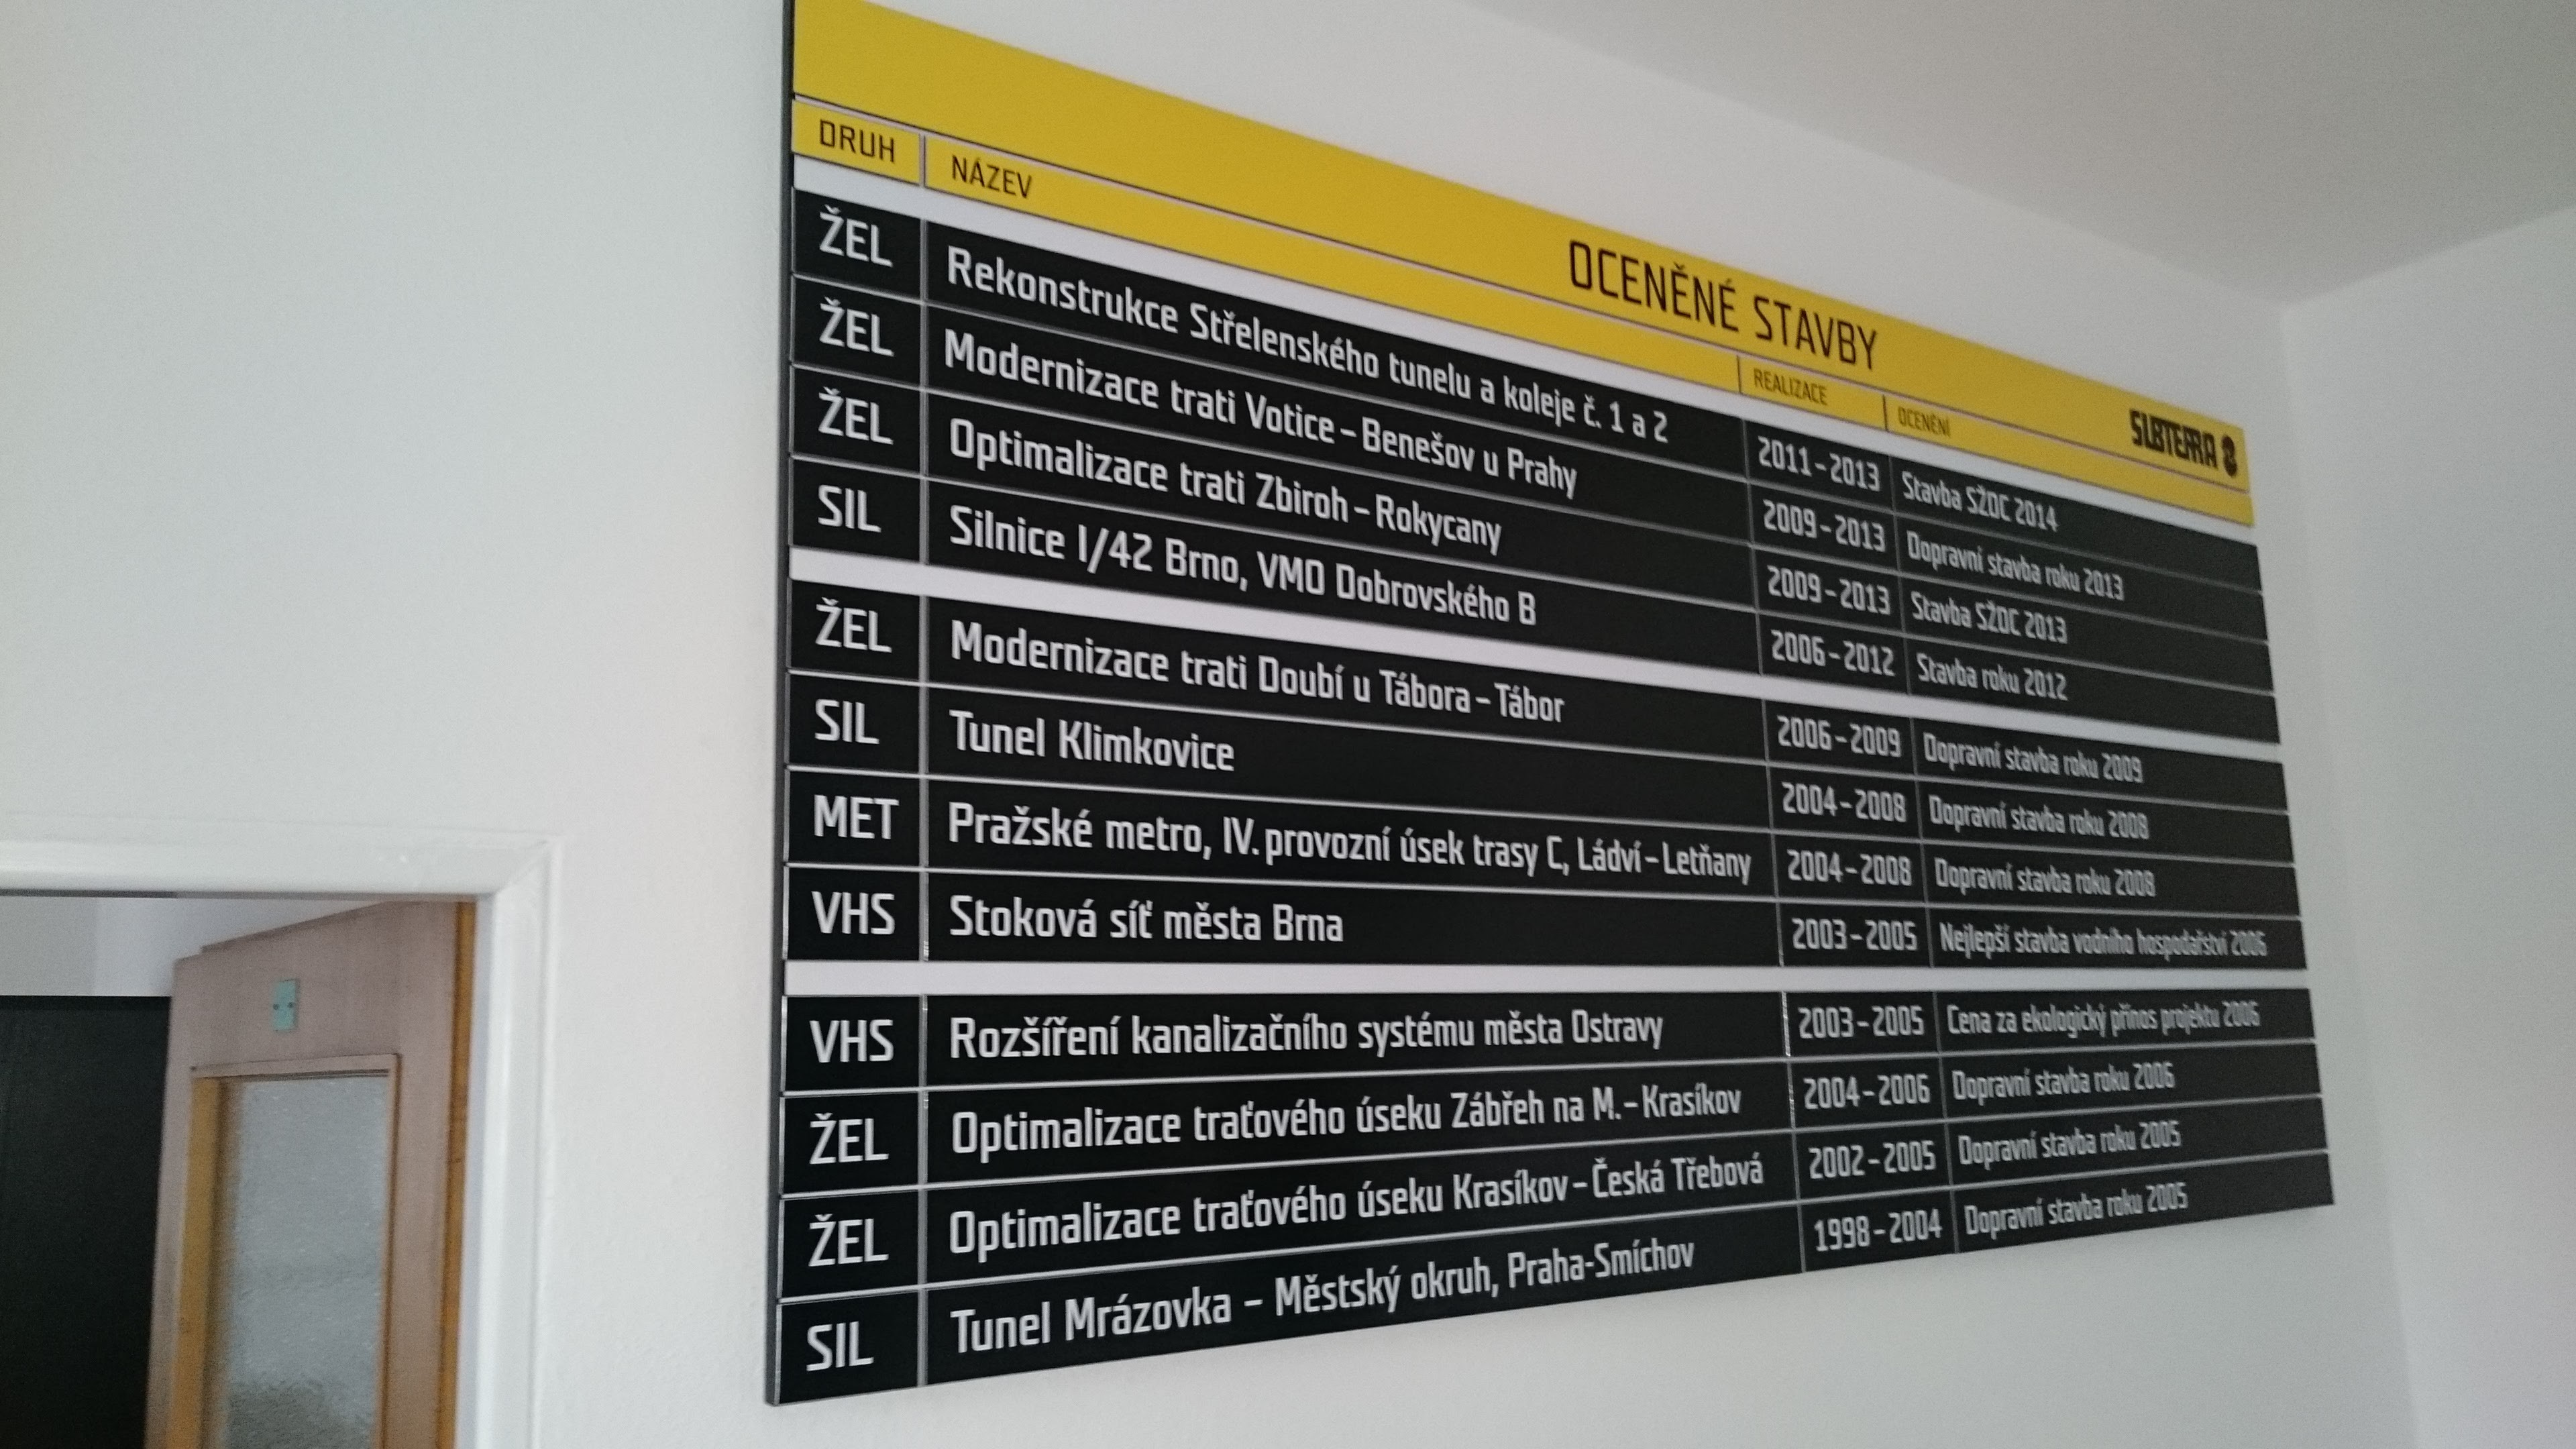 OCENĚNÉ STAVBY
SUBTERRA
DRUH NÁZEV REALIZACE OCENĚNÍ
ŽEL Rekonstrukce Střelenského tunelu a koleje č. 1 a 2 2011–2013 Stavba SŽDC 2014
ŽEL Modernizace trati Votice–Benešov u Prahy 2009–2013 Dopravní stavba roku 2013
ŽEL Optimalizace trati Zbiroh–Rokycany 2009–2013 Stavba SŽDC 2013
SIL Silnice I/42 Brno, VMO Dobrovského B 2006–2012 Stavba roku 2012
ŽEL Modernizace trati Doubí u Tábora–Tábor 2006–2009 Dopravní stavba roku 2009
SIL Tunel Klimkovice 2004–2008 Dopravní stavba roku 2008
MET Pražské metro, IV. provozní úsek trasy C, Ládví–Letňany 2004–2008 Dopravní stavba roku 2008
VHS Stoková síť města Brna 2003–2005 Nejlepší stavba vodního hospodářství 2006
VHS Rozšíření kanalizačního systému města Ostravy 2003–2005 Cena za ekologický přínos projektu 2006
ŽEL Optimalizace traťového úseku Zábřeh na M.–Krasíkov 2004–2006 Dopravní stavba roku 2006
ŽEL Optimalizace traťového úseku Krasíkov–Česká Třebová 2002–2005 Dopravní stavba roku 2005
SIL Tunel Mrázovka – Městský okruh, Praha-Smíchov 1998–2004 Dopravní stavba roku 2005